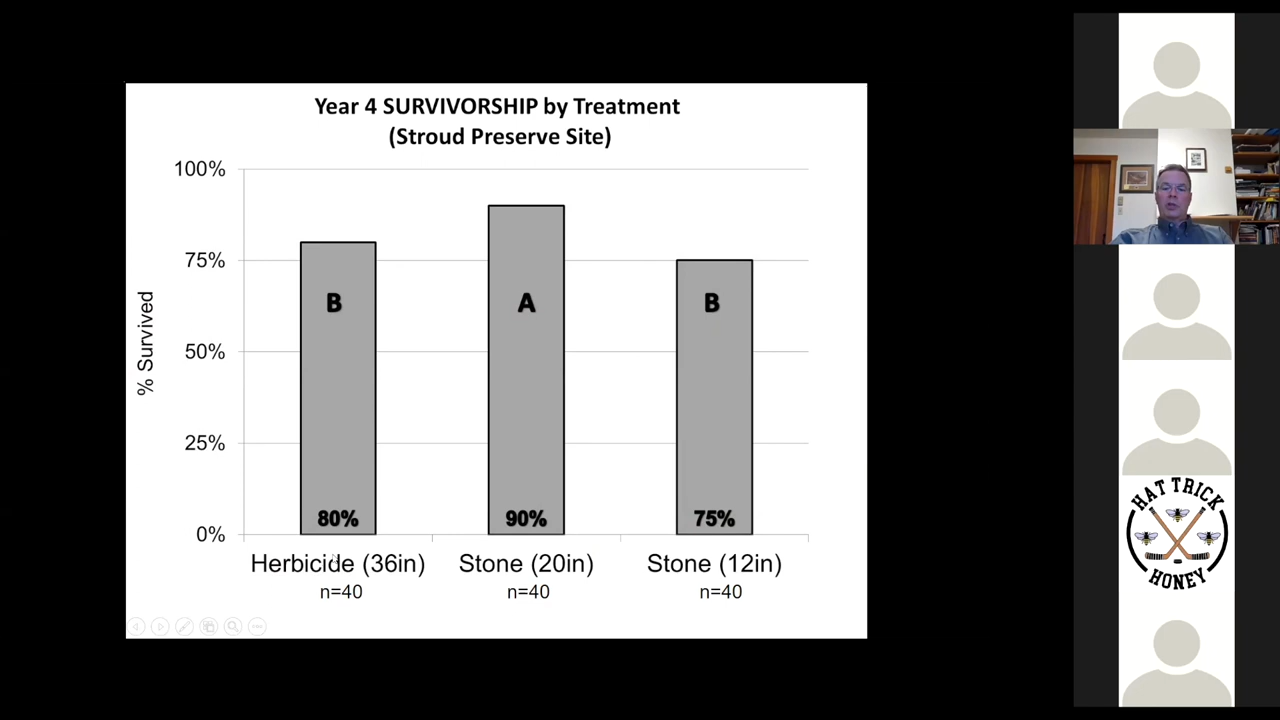 Year 4 SURVIVORSHIP by Treatment
(Stroud Preserve Site)
100%
75%
50%
25%
0%
% Survived
B
A
B
80%
90%
75%
Herbicide (36in)
Stone (20in)
Stone (12in)
n=40
n=40
n=40
HAT TRICK
HONEY